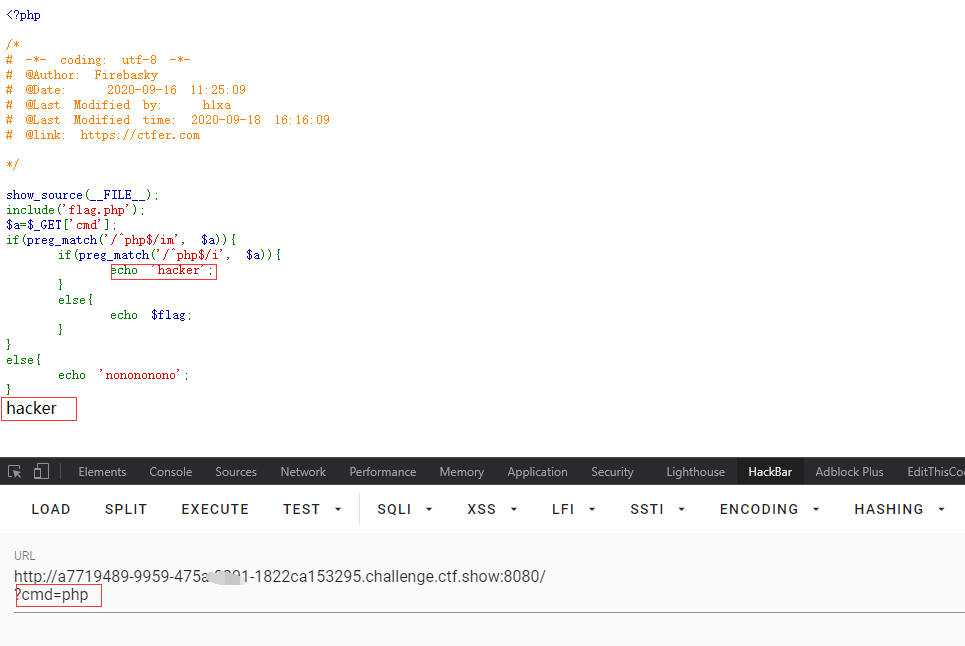 <?php
/*
# -*- coding: utf-8 -*-
# @Author: Firebasky
# @Date: 2020-09-16 11:25:09
# @Last Modified by: h1xa
# @Last Modified time: 2020-09-18 16:16:09
# @link: https://ctfer.com
*/
show_source(__FILE__);
include('flag.php');
$a=$_GET['cmd'];
if(preg_match('/^php$/im', $a)){
if(preg_match('/^php$/i', $a)){
echo 'hacker';
}
else{
echo $flag;
}
}
else{
echo 'nonononono';
}
hacker
Elements Console Sources Network Performance Memory Application Security Lighthouse HackBar Adblock Plus EditThisCo
LOAD SPLIT EXECUTE TEST SQLI XSS LFI SSTI ENCODING HASHING
URL
http://a7719489-9959-475a 1-1822ca153295.challenge.ctf.show:8080/
?cmd=php